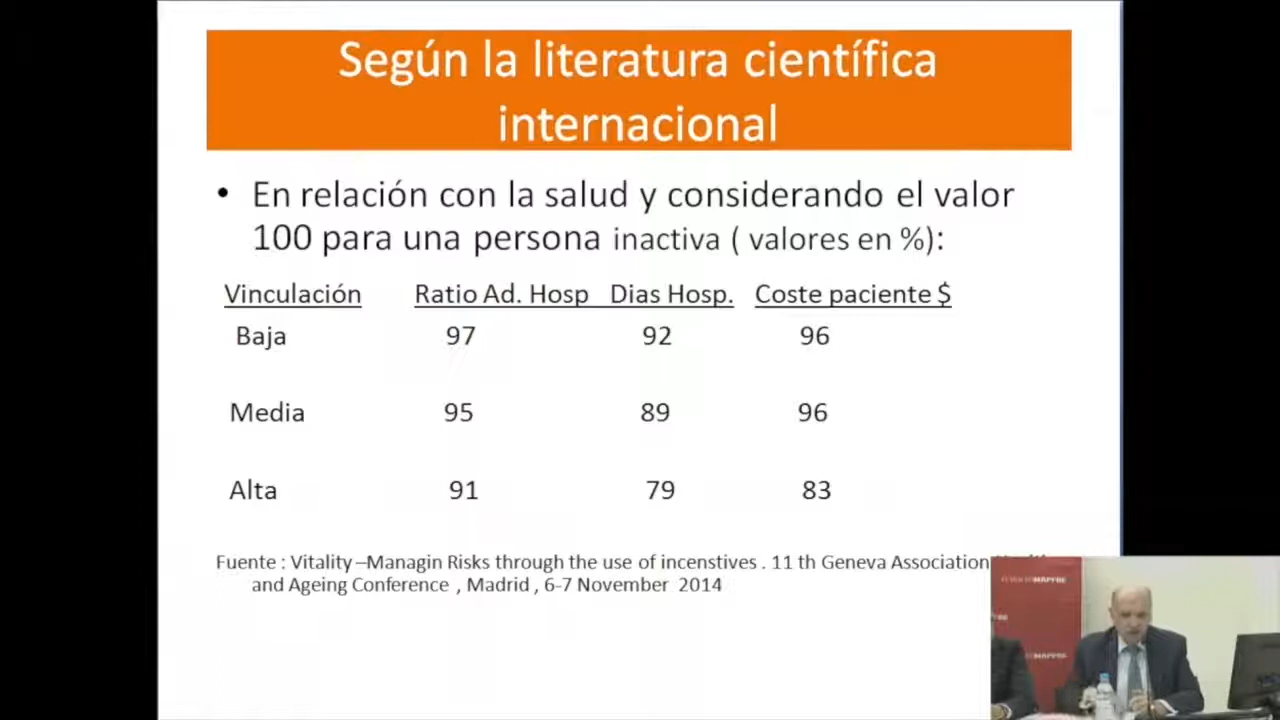 Según la literatura científica
internacional
• En relación con la salud y considerando el valor
100 para una persona inactiva ( valores en %):
Vinculación Ratio Ad. Hosp Dias Hosp. Coste paciente $
Baja 97 92 96
Media 95 89 96
Alta 91 79 83
Fuente : Vitality –Managin Risks through the use of incenstives . 11 th Geneva Association
and Ageing Conference , Madrid , 6-7 November 2014
MAPFRE
MAPFRE